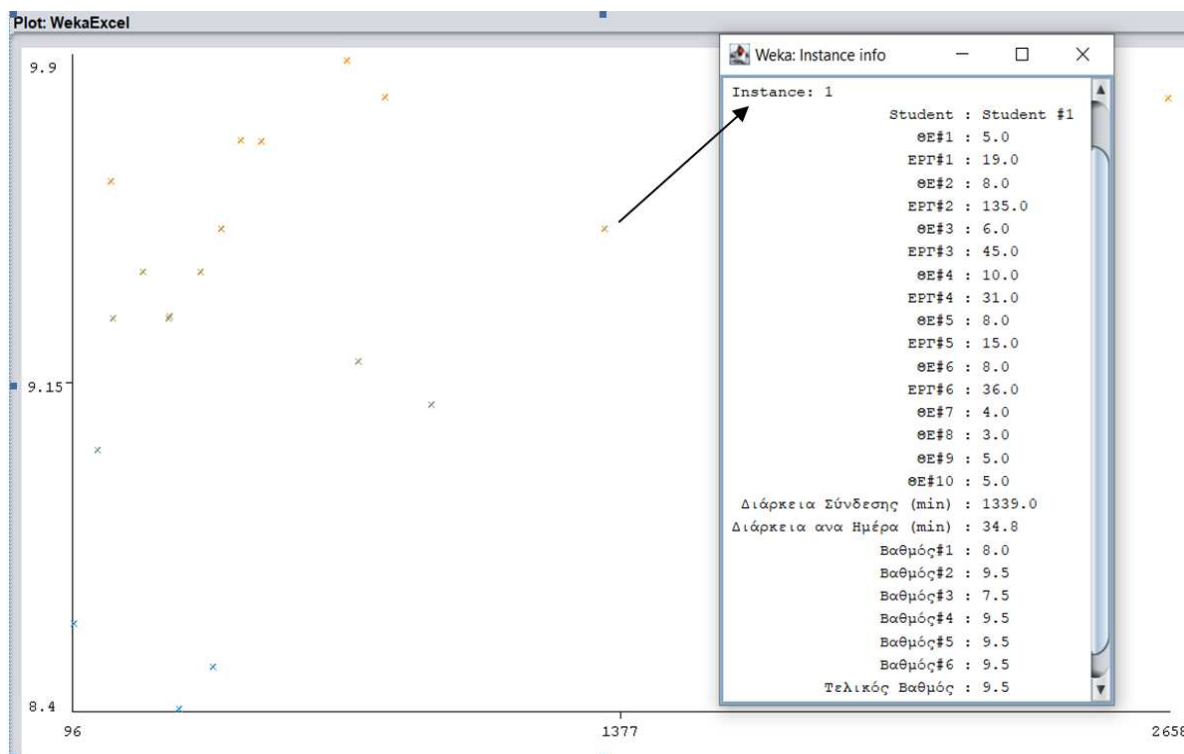 Plot: WekaExcel
9.9
9.15
8.4
96
1377
2658
Weka: Instance info
Instance: 1
Student : Student #1
ΘΕ#1 : 5.0
ΕΡΓ#1 : 19.0
ΘΕ#2 : 8.0
ΕΡΓ#2 : 135.0
ΘΕ#3 : 6.0
ΕΡΓ#3 : 45.0
ΘΕ#4 : 10.0
ΕΡΓ#4 : 31.0
ΘΕ#5 : 8.0
ΕΡΓ#5 : 15.0
ΘΕ#6 : 8.0
ΕΡΓ#6 : 36.0
ΘΕ#7 : 4.0
ΘΕ#8 : 3.0
ΘΕ#9 : 5.0
ΘΕ#10 : 5.0
Διάρκεια Σύνδεσης (min) : 1339.0
Διάρκεια ανα Ημέρα (min) : 34.8
Βαθμός#1 : 8.0
Βαθμός#2 : 9.5
Βαθμός#3 : 7.5
Βαθμός#4 : 9.5
Βαθμός#5 : 9.5
Βαθμός#6 : 9.5
Τελικός Βαθμός : 9.5